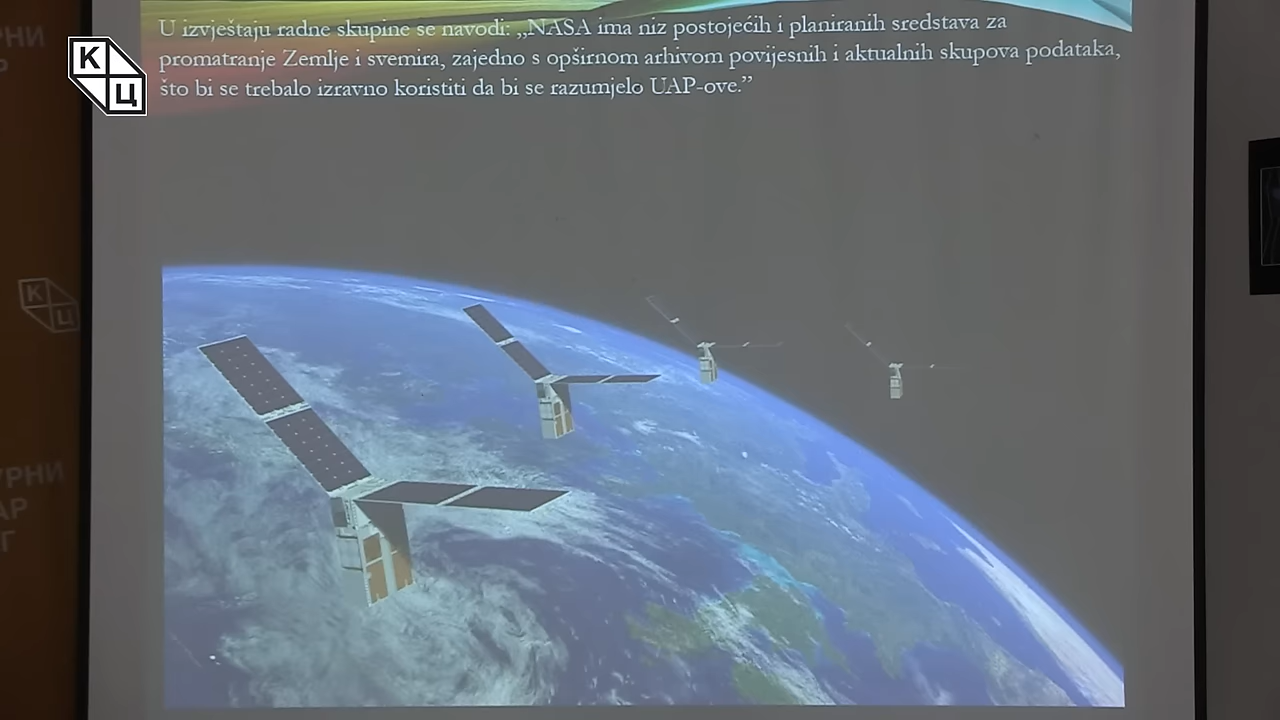 U izvještaju radne skupine se navodi: „NASA ima niz postojećih i planiranih sredstava za
promatranje Zemlje i svemira, zajedno s opširnom arhivom povijesnih i aktualnih skupova podataka,
što bi se trebalo izravno koristiti da bi se razumjelo UAP-ove.”
К
Ц
К
Ц